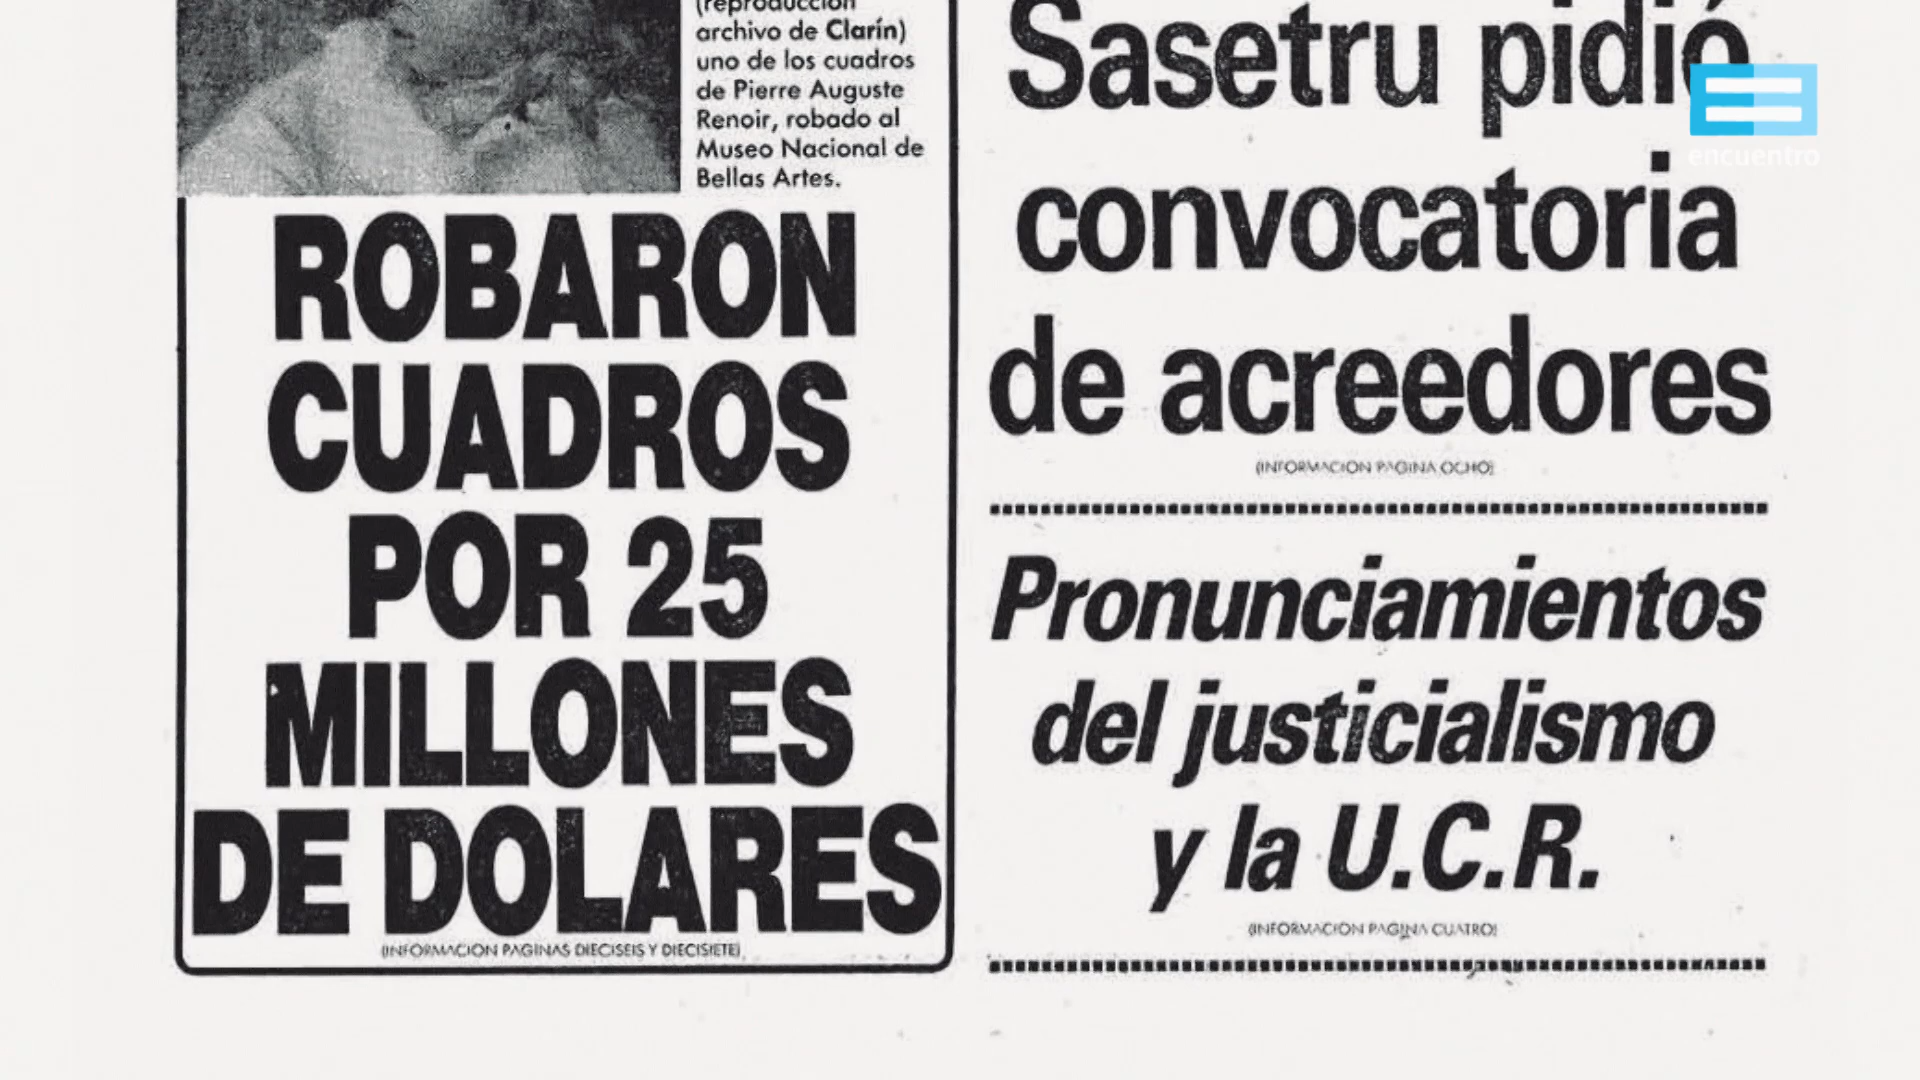 (reproducción
archivo de Clarín)
uno de los cuadros
de Pierre Auguste
Renoir, robado al
Museo Nacional de
Bellas Artes.
ROBARON
CUADROS
POR 25
MILLONES
DE DOLARES
(INFORMACION PAGINAS DIECISEIS Y DIECISIETE)
Sasetru pidió
convocatoria
de acreedores
(INFORMACION PAGINA OCHO)
Pronunciamientos
del justicialismo
y la U.C.R.
(INFORMACION PAGINA CUATRO)
encuentro